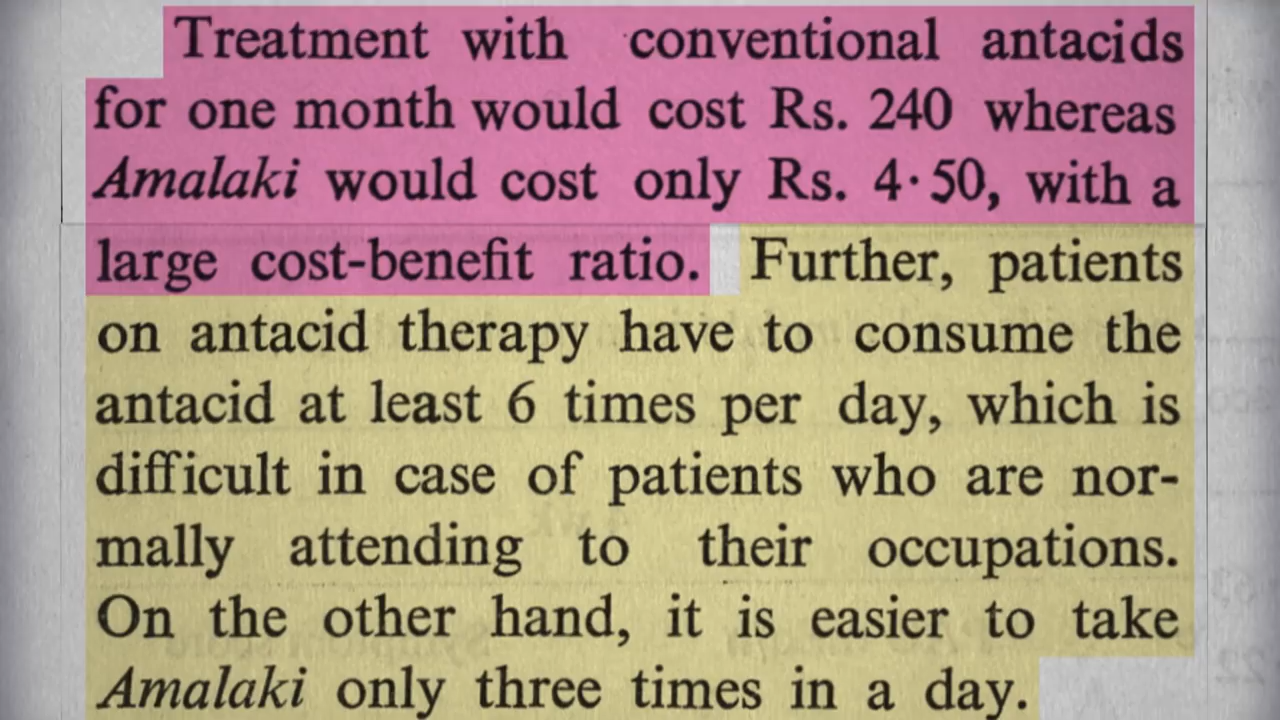 Treatment with conventional antacids
for one month would cost Rs. 240 whereas
Amalaki would cost only Rs. 4·50, with a
large cost-benefit ratio. Further, patients
on antacid therapy have to consume the
antacid at least 6 times per day, which is
difficult in case of patients who are nor-
mally attending to their occupations.
On the other hand, it is easier to take
Amalaki only three times in a day.